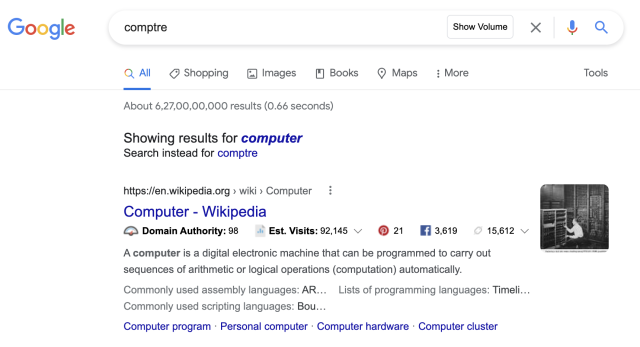 Google
comptre
Show Volume
All Shopping Images Books Maps More Tools
About 6,27,00,00,000 results (0.66 seconds)
Showing results for computer
Search instead for comptre
https://en.wikipedia.org › wiki › Computer
Computer - Wikipedia
Domain Authority: 98 Est. Visits: 92,145 21 3,619 15,612
A computer is a digital electronic machine that can be programmed to carry out
sequences of arithmetic or logical operations (computation) automatically.
Commonly used assembly languages: AR… Lists of programming languages: Timeli…
Commonly used scripting languages: Bou…
Computer program · Personal computer · Computer hardware · Computer cluster